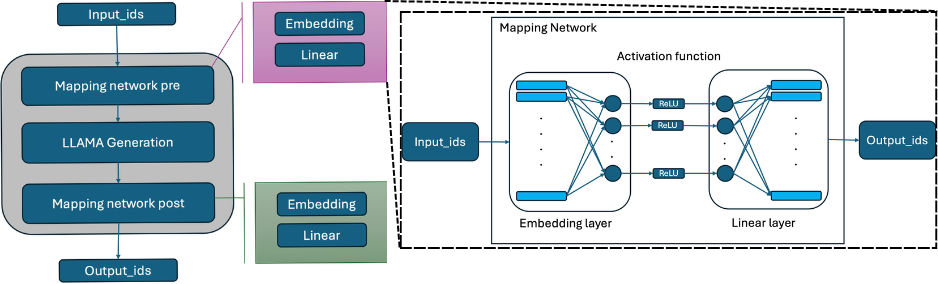 Input_ids
Mapping network pre
LLAMA Generation
Mapping network post
Output_ids
Embedding
Linear
Embedding
Linear
Mapping Network
Activation function
Input_ids
ReLU
ReLU
ReLU
Output_ids
Embedding layer
Linear layer